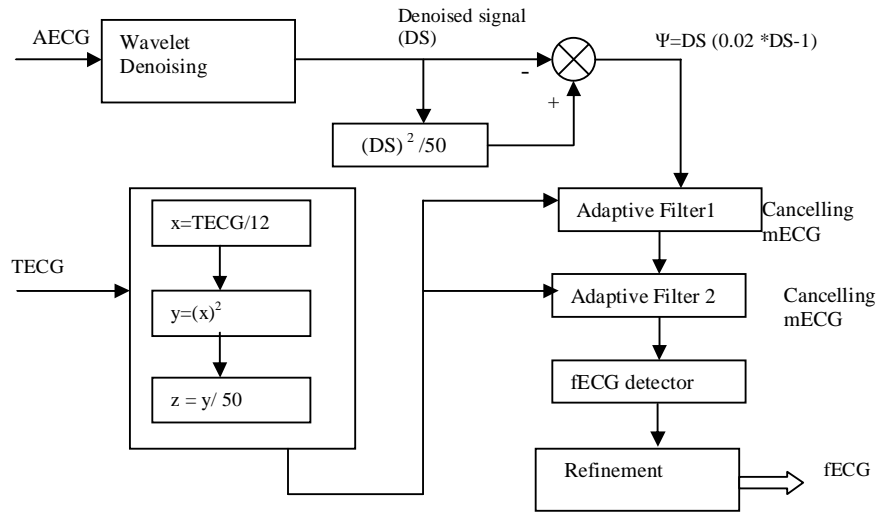 AECG
Wavelet
Denoising
Denoised signal
(DS)
-
+
Ψ=DS (0.02 *DS-1)
(DS) ² /50
TECG
x=TECG/12
y=(x)²
z = y/ 50
Adaptive Filter1
Cancelling
mECG
Adaptive Filter 2
Cancelling
mECG
fECG detector
Refinement
fECG